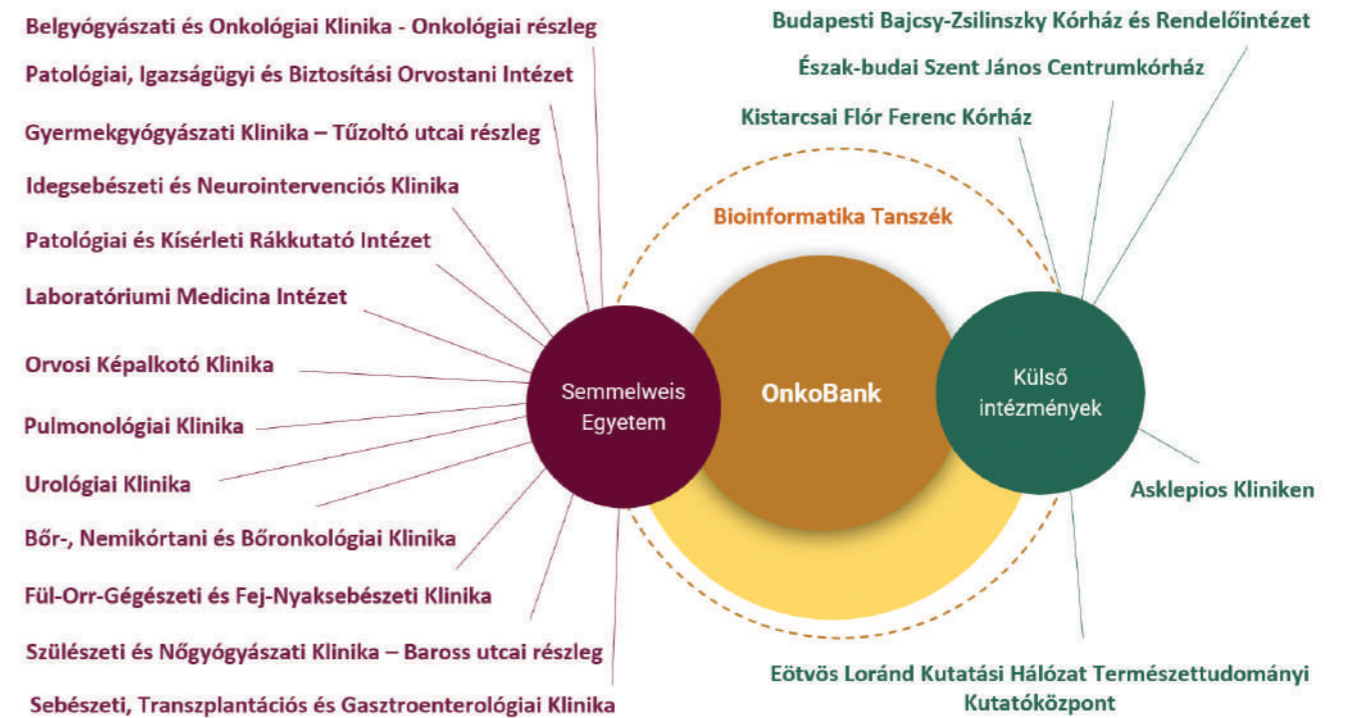 Belgyógyászati és Onkológiai Klinika - Onkológiai részleg
Patológiai, Igazságügyi és Biztosítási Orvostani Intézet
Gyermekgyógyászati Klinika – Tűzoltó utcai részleg
Idegsebészeti és Neurointervenciós Klinika
Patológiai és Kísérleti Rákkutató Intézet
Laboratóriumi Medicina Intézet
Orvosi Képalkotó Klinika
Pulmonológiai Klinika
Urológiai Klinika
Bőr-, Nemikórtani és Bőronkológiai Klinika
Fül-Orr-Gégészeti és Fej-Nyaksebészeti Klinika
Szülészeti és Nőgyógyászati Klinika – Baross utcai részleg
Sebészeti, Transzplantációs és Gasztroenterológiai Klinika
Semmelweis
Egyetem
Bioinformatika Tanszék
OnkoBank
Budapesti Bajcsy-Zsilinszky Kórház és Rendelőintézet
Észak-budai Szent János Centrumkórház
Kistarcsai Flór Ferenc Kórház
Külső
intézmények
Asklepios Kliniken
Eötvös Loránd Kutatási Hálózat Természettudományi
Kutatóközpont